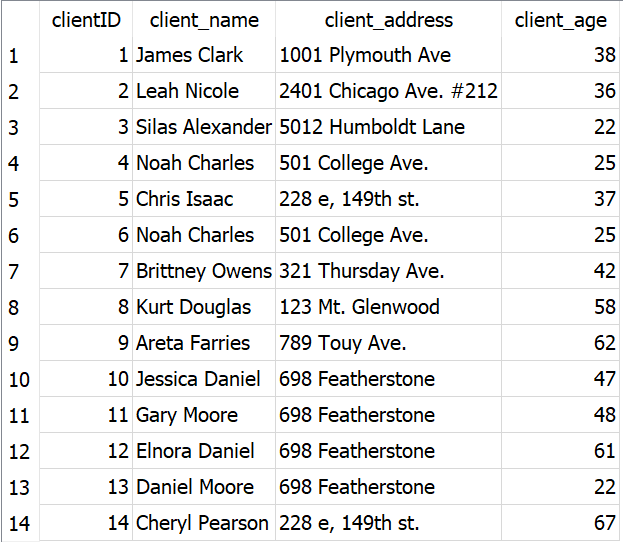 clientID client_name client_address client_age
1 1 James Clark 1001 Plymouth Ave 38
2 2 Leah Nicole 2401 Chicago Ave. #212 36
3 3 Silas Alexander 5012 Humboldt Lane 22
4 4 Noah Charles 501 College Ave. 25
5 5 Chris Isaac 228 e, 149th st. 37
6 6 Noah Charles 501 College Ave. 25
7 7 Brittney Owens 321 Thursday Ave. 42
8 8 Kurt Douglas 123 Mt. Glenwood 58
9 9 Areta Farries 789 Touy Ave. 62
10 10 Jessica Daniel 698 Featherstone 47
11 11 Gary Moore 698 Featherstone 48
12 12 Elnora Daniel 698 Featherstone 61
13 13 Daniel Moore 698 Featherstone 22
14 14 Cheryl Pearson 228 e, 149th st. 67